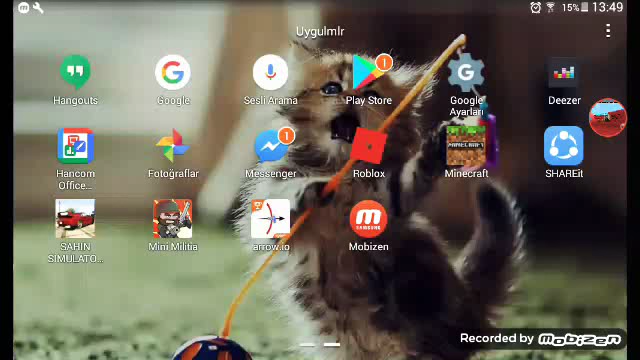 15% 13:49
Uygulmlr
Hangouts Google Sesli Arama Play Store Google Ayarları Deezer
Hancom Office... Fotoğraflar Messenger Roblox Minecraft SHAREit
SAHIN SIMULATO... Mini Militia arrow.io Mobizen
Recorded by mobizen